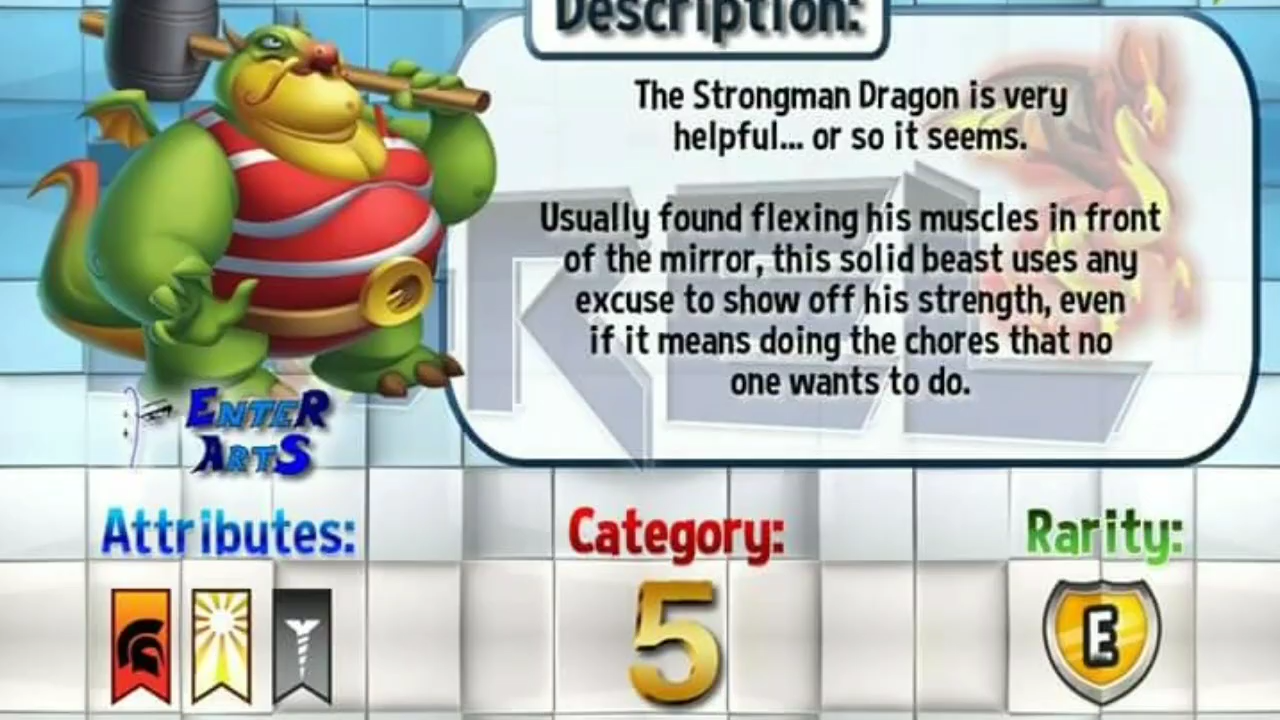 Description:
The Strongman Dragon is very
helpful... or so it seems.
Usually found flexing his muscles in front
of the mirror, this solid beast uses any
excuse to show off his strength, even
if it means doing the chores that no
one wants to do.
EnteR
ArtS
Attributes:
Category:
Rarity:
5
E